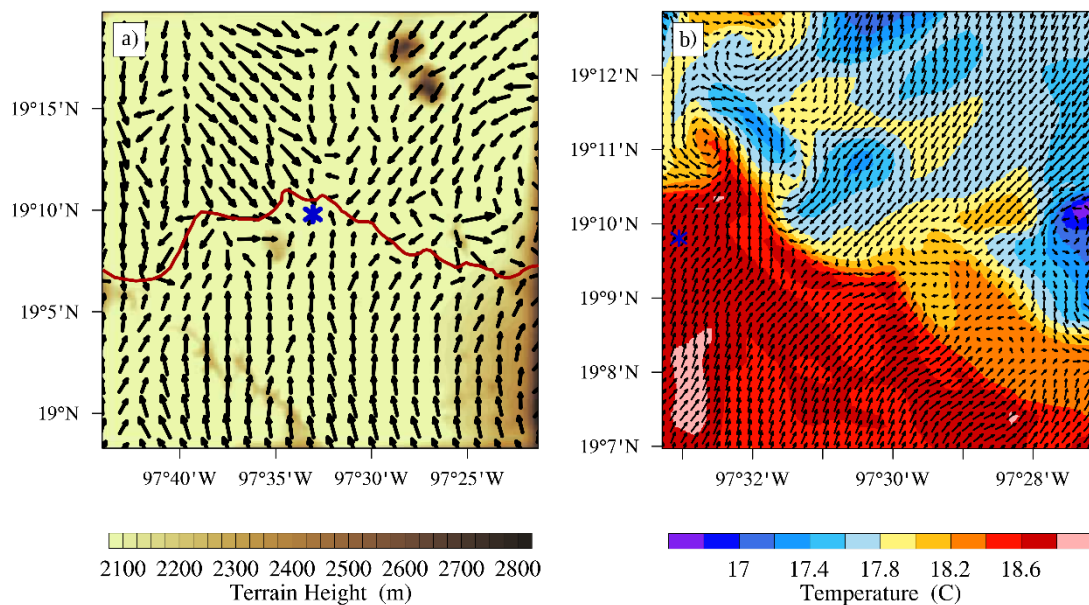 a)
19°15'N
19°10'N
19°5'N
19°N
97°40'W 97°35'W 97°30'W 97°25'W
2100 2200 2300 2400 2500 2600 2700 2800
Terrain Height (m)
b)
19°12'N
19°11'N
19°10'N
19°9'N
19°8'N
19°7'N
97°32'W 97°30'W 97°28'W
17 17.4 17.8 18.2 18.6
Temperature (C)